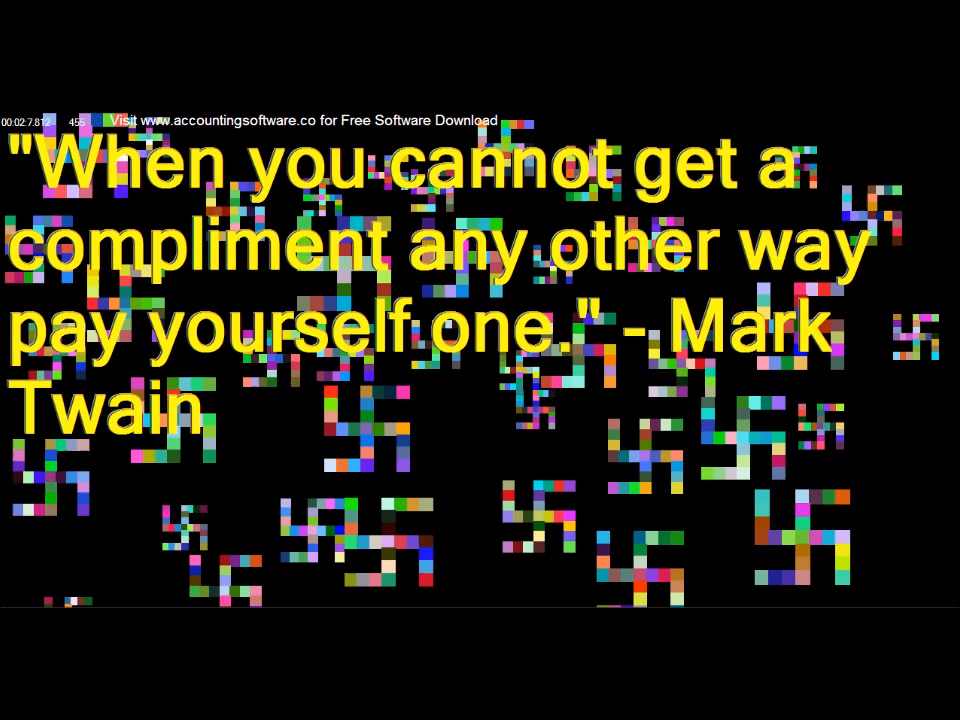 00:02:7.812 455 Visit www.accountingsoftware.co for Free Software Download
"When you cannot get a
compliment any other way
pay yourself one." - Mark
Twain